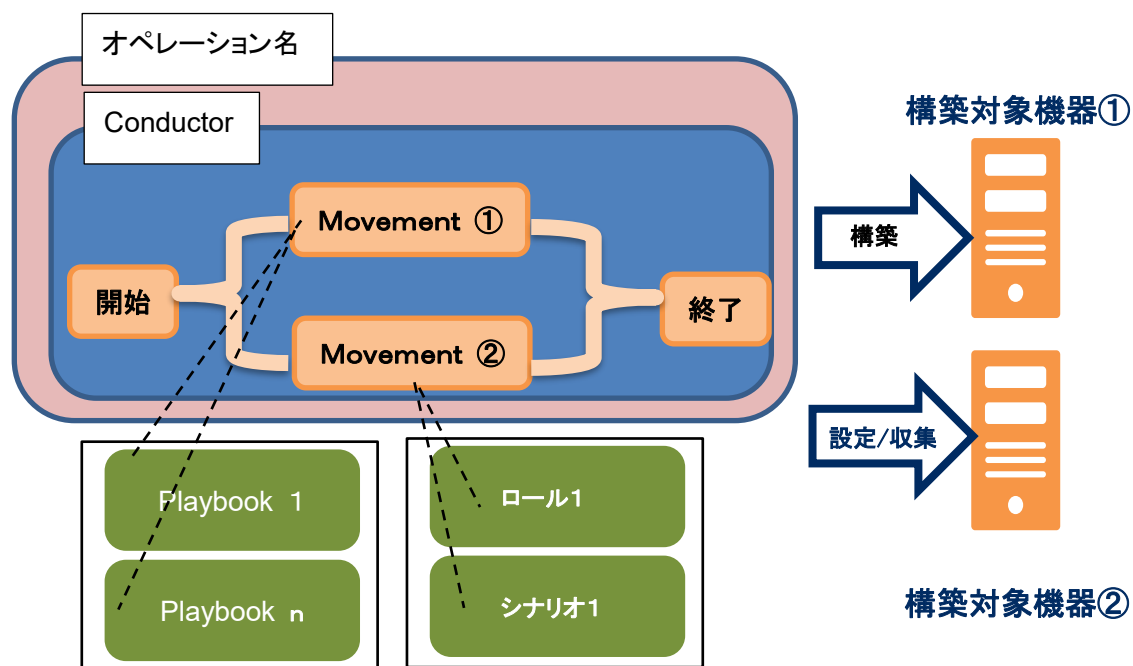 オペレーション名
Conductor
開始
Movement ①
Movement ②
終了
Playbook 1
Playbook n
ロール1
シナリオ1
構築対象機器①
構築
設定/収集
構築対象機器②